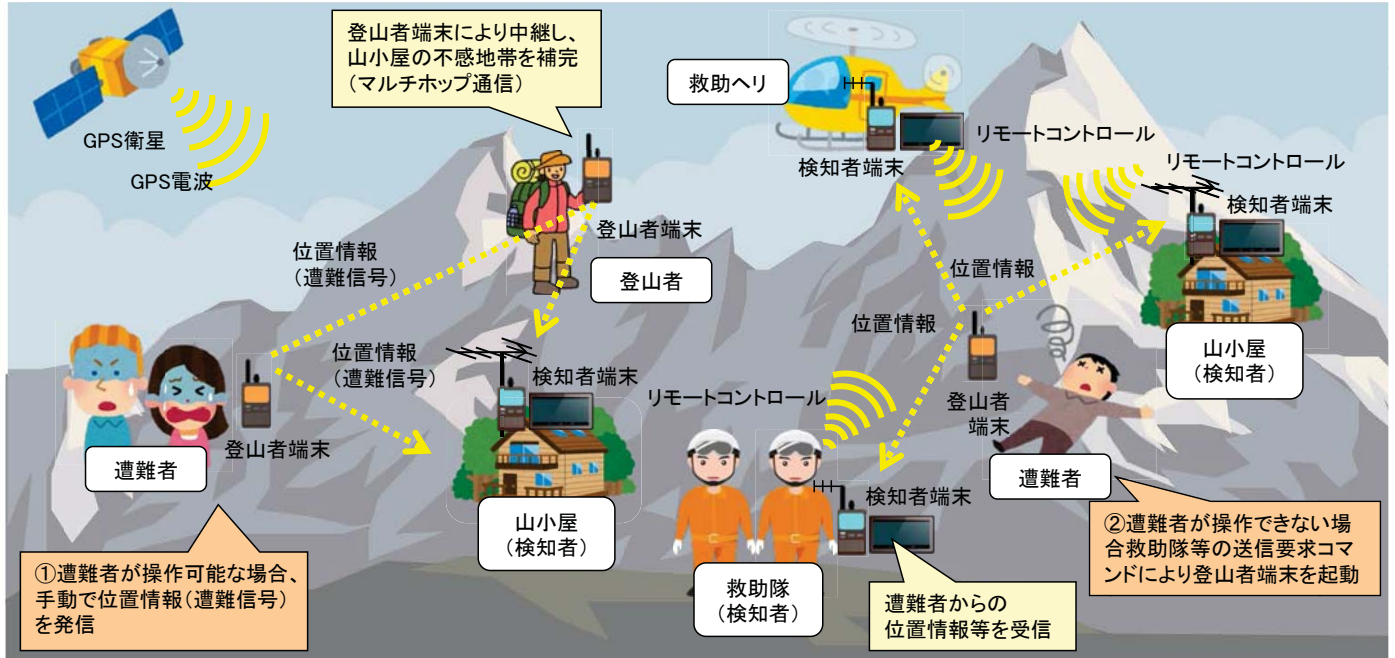 登山者端末により中継し、
山小屋の不感地帯を補完
（マルチホップ通信）
救助ヘリ
GPS衛星
GPS電波
リモートコントロール
検知者端末
リモートコントロール
検知者端末
登山者端末
登山者
位置情報
（遭難信号）
位置情報
位置情報
位置情報
（遭難信号）
検知者端末
山小屋
（検知者）
リモートコントロール
登山者
端末
登山者端末
遭難者
遭難者
検知者端末
山小屋
（検知者）
救助隊
（検知者）
①遭難者が操作可能な場合、
手動で位置情報（遭難信号）
を発信
遭難者からの
位置情報等を受信
②遭難者が操作できない場
合救助隊等の送信要求コマ
ンドにより登山者端末を起動